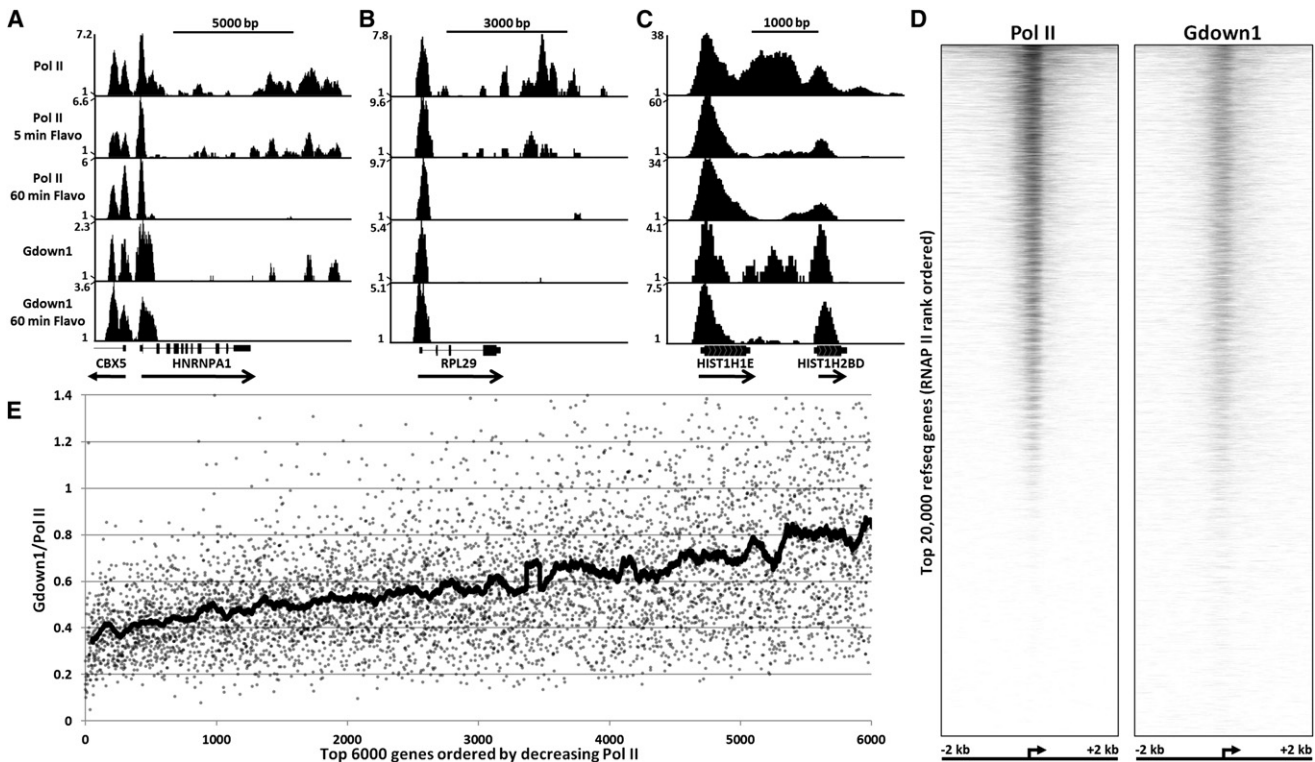 A
5000 bp
7.2
1
Pol II
6.6
1
Pol II
5 min Flavo
6
1
Pol II
60 min Flavo
2.3
1
Gdown1
3.6
1
Gdown1
60 min Flavo
CBX5
HNRNPA1
B
3000 bp
7.8
1
9.6
1
9.7
1
5.4
1
5.1
1
RPL29
C
1000 bp
38
1
60
1
34
1
4.1
1
7.5
1
HIST1H1E
HIST1H2BD
D
Pol II
Gdown1
Top 20,000 refseq genes (RNAP II rank ordered)
-2 kb
+2 kb
-2 kb
+2 kb
E
Gdown1/Pol II
1.4
1.2
1
0.8
0.6
0.4
0.2
0
0
1000
2000
3000
4000
5000
6000
Top 6000 genes ordered by decreasing Pol II